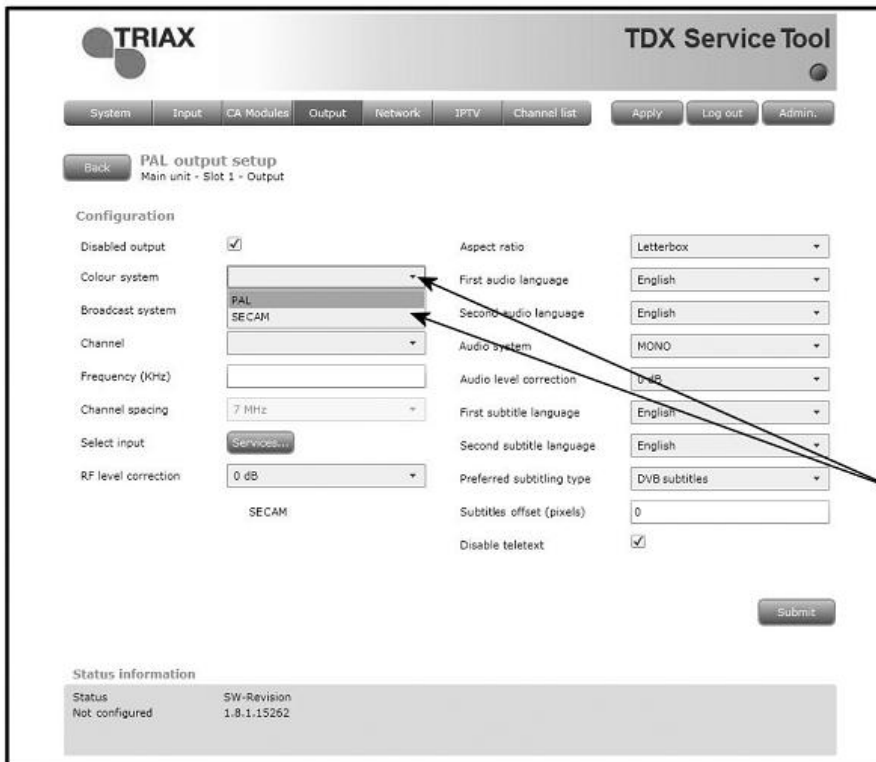 TRIAX
TDX Service Tool
System Input CA Modules Output Network IPTV Channel list Apply Log out Admin.
Back PAL output setup
Main unit - Slot 1 - Output
Configuration
Disabled output
Colour system
PAL
SECAM
Broadcast system
Channel
Frequency (KHz)
Channel spacing 7 MHz
Select input Services...
RF level correction 0 dB
SECAM
Aspect ratio Letterbox
First audio language English
Second audio language English
Audio system MONO
Audio level correction 0 dB
First subtitle language English
Second subtitle language English
Preferred subtitling type DVB subtitles
Subtitles offset (pixels) 0
Disable teletext
Submit
Status information
Status SW-Revision
Not configured 1.8.1.15262